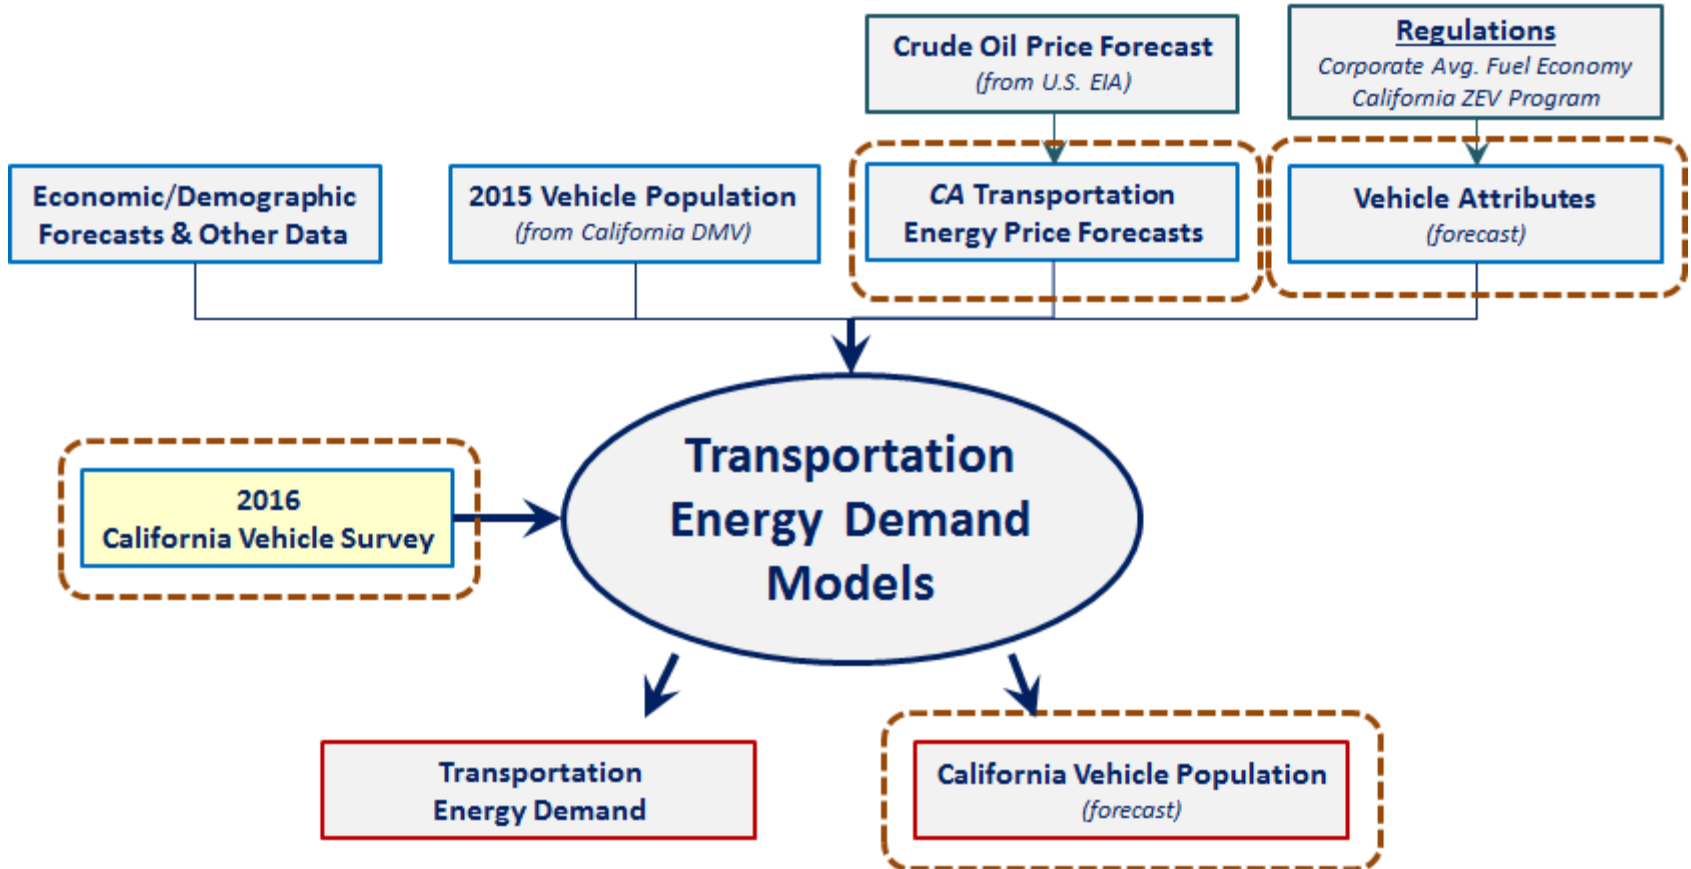 Crude Oil Price Forecast
(from U.S. EIA)
Regulations
Corporate Avg. Fuel Economy
California ZEV Program
Economic/Demographic
Forecasts & Other Data
2015 Vehicle Population
(from California DMV)
CA Transportation
Energy Price Forecasts
Vehicle Attributes
(forecast)
Transportation
Energy Demand
Models
2016
California Vehicle Survey
Transportation
Energy Demand
California Vehicle Population
(forecast)